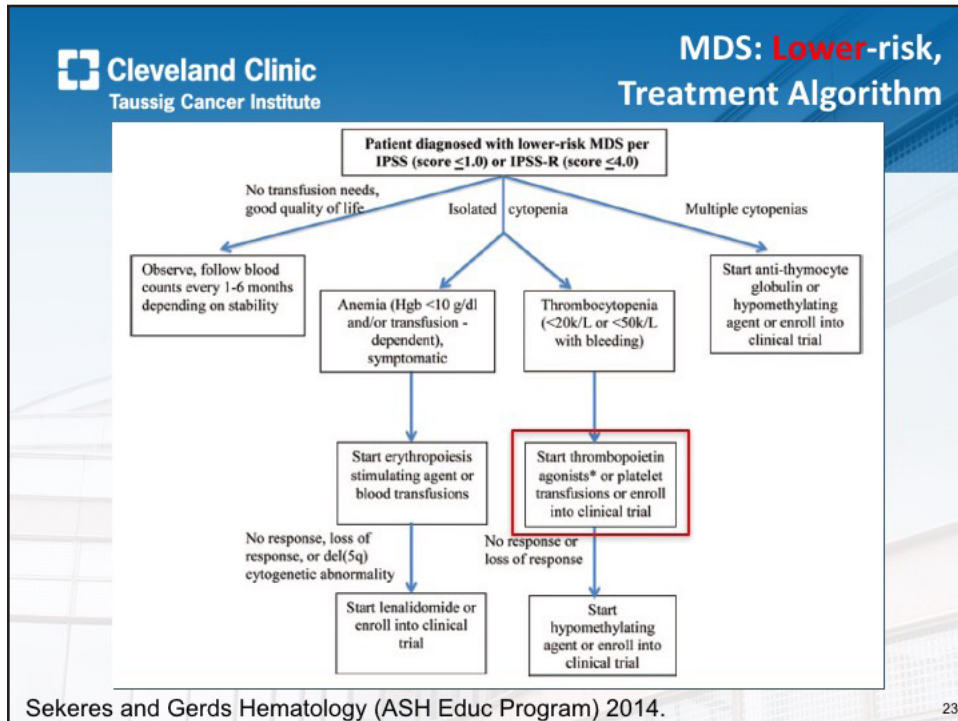 Cleveland Clinic
Taussig Cancer Institute
MDS: Lower-risk,
Treatment Algorithm
Patient diagnosed with lower-risk MDS per
IPSS (score ≤1.0) or IPSS-R (score ≤4.0)
No transfusion needs,
good quality of life
Isolated cytopenia
Multiple cytopenias
Observe, follow blood
counts every 1-6 months
depending on stability
Anemia (Hgb <10 g/dl
and/or transfusion -
dependent),
symptomatic
Thrombocytopenia
(<20k/L or <50k/L
with bleeding)
Start anti-thymocyte
globulin or
hypomethylating
agent or enroll into
clinical trial
Start erythropoiesis
stimulating agent or
blood transfusions
Start thrombopoietin
agonists* or platelet
transfusions or enroll
into clinical trial
No response, loss of
response, or del(5q)
cytogenetic abnormality
No response or
loss of response
Start lenalidomide or
enroll into clinical
trial
Start
hypomethylating
agent or enroll into
clinical trial
Sekeres and Gerds Hematology (ASH Educ Program) 2014.
23